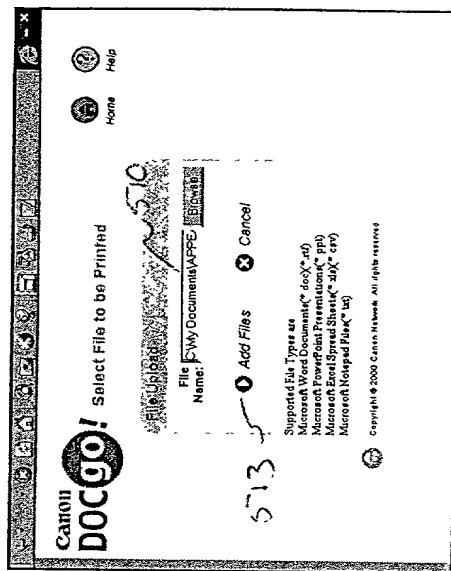 Canon
DOCgo! Select File to be Printed
Home Help
File Upload
510
File Name: C:\My Documents\APPE Browse
Add Files Cancel
5713
Supported File Types are
Microsoft Word Documents(*.doc)(*.rtf)
Microsoft PowerPoint Presentations(*.ppt)
Microsoft Excel Spread Sheets(*.xls)(*.csv)
Microsoft Notepad Files(*.txt)
Copyright © 2000 Canon Network All rights reserved